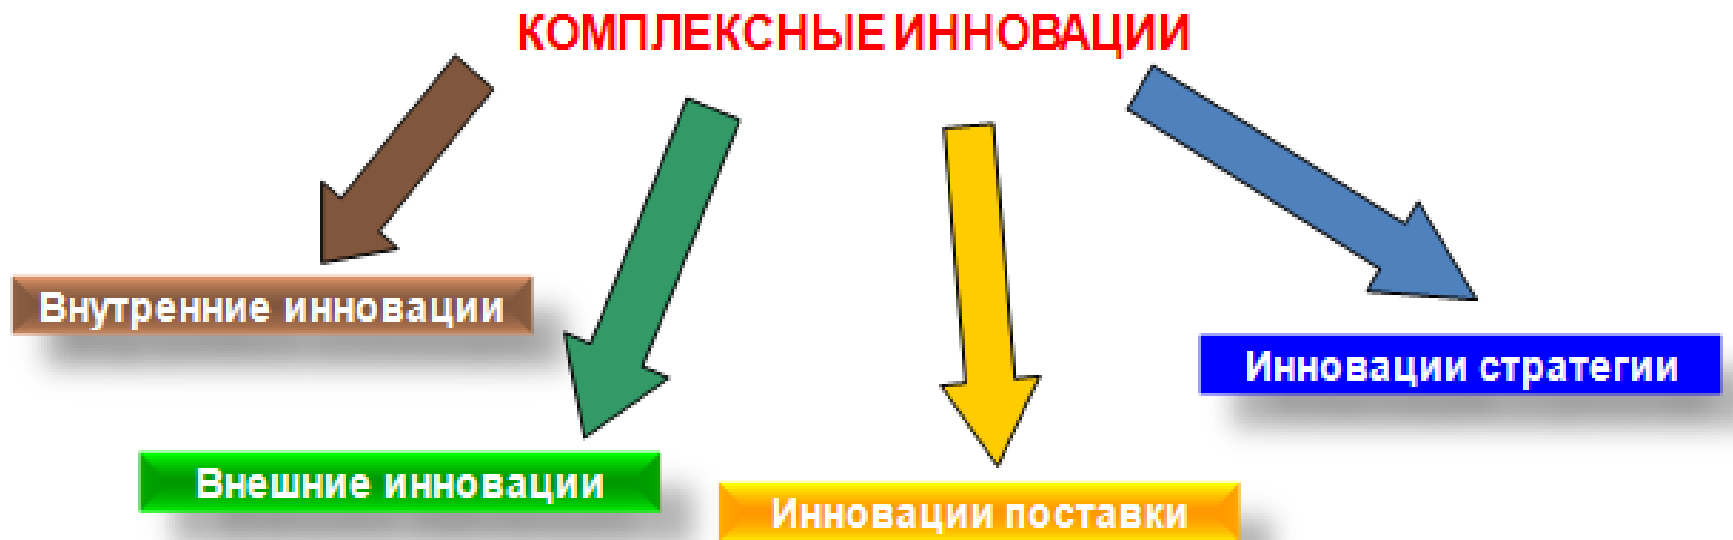 КОМПЛЕКСНЫЕ ИННОВАЦИИ
Внутренние инновации
Инновации стратегии
Внешние инновации
Инновации поставки